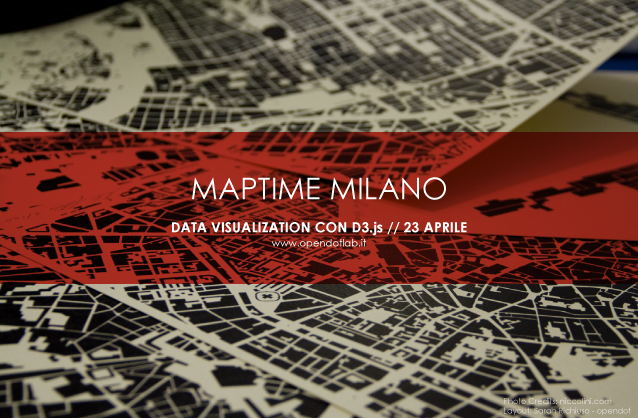 MAPTIME MILANO
DATA VISUALIZATION CON D3.js // 23 APRILE
www.opendotlab.it
Photo Credits: niccolini.com
Layout: Sarah Richiuso - opendot